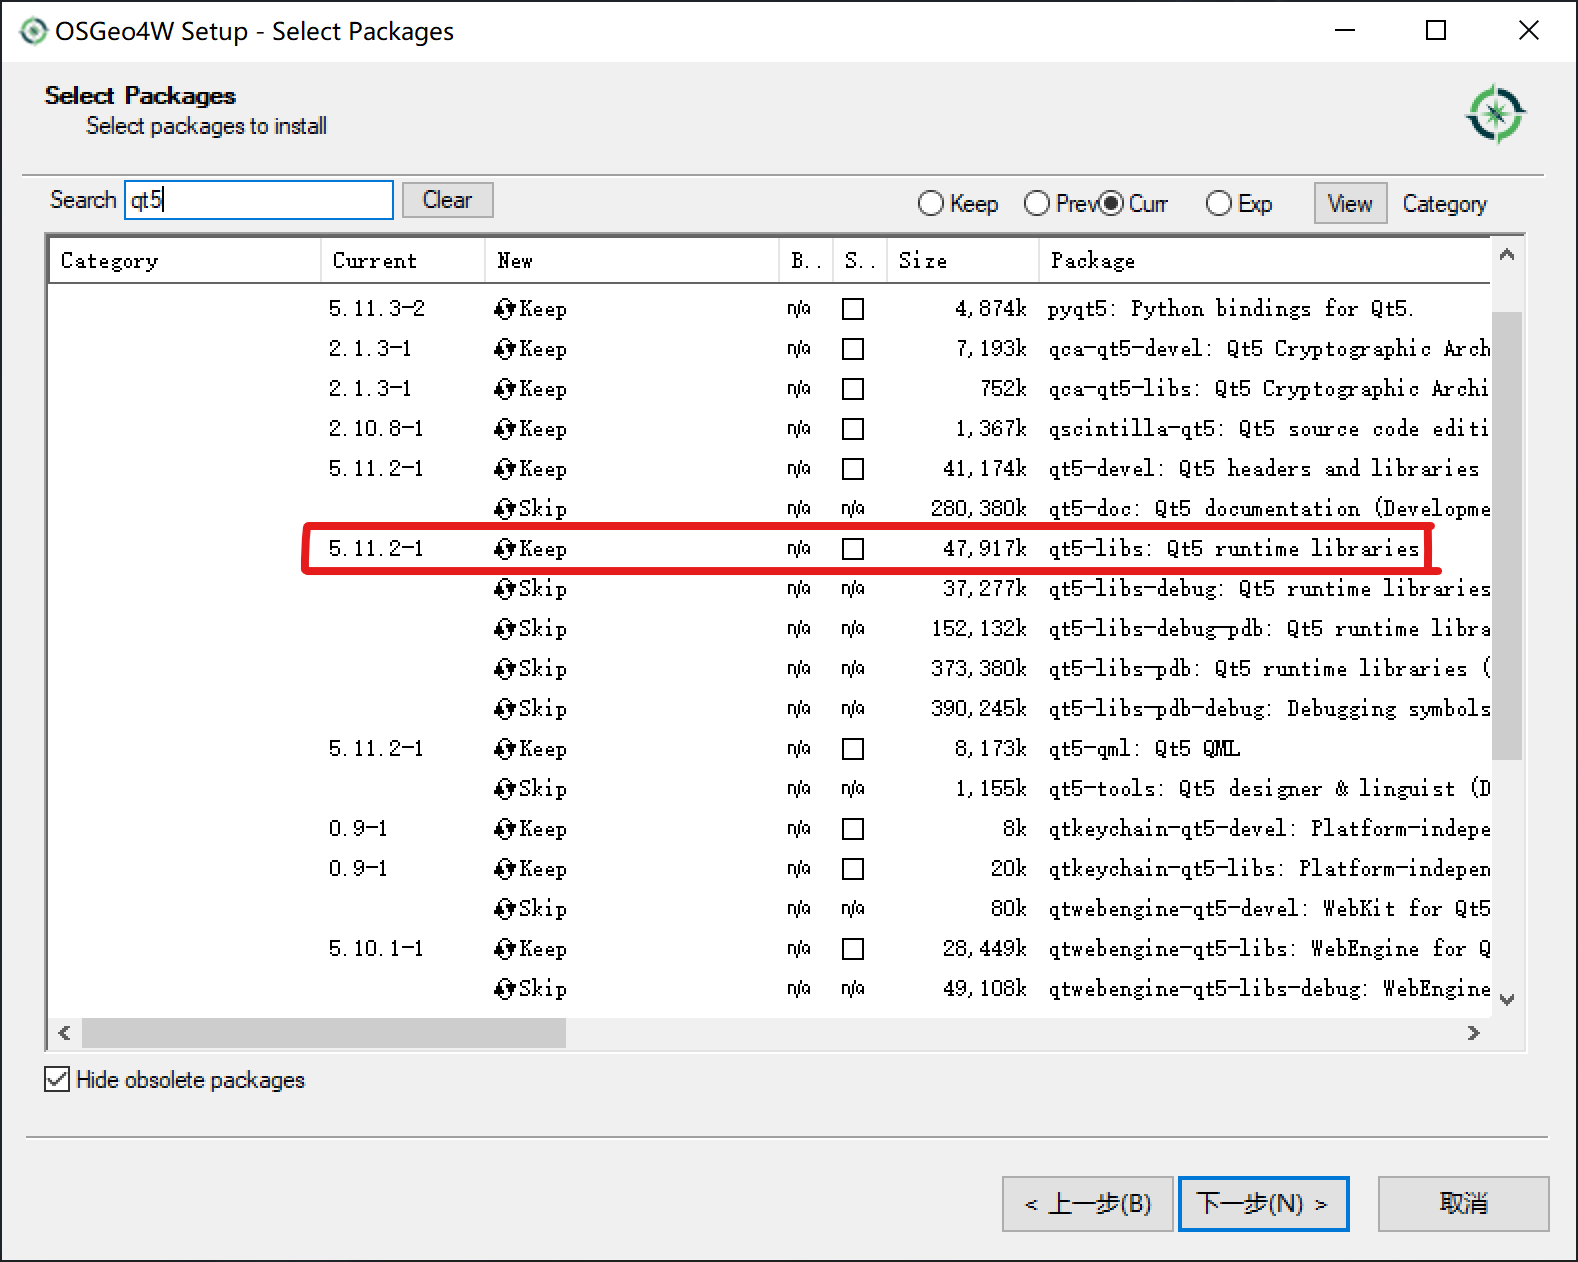 OSGeo4W Setup - Select Packages
Select Packages
Select packages to install
Search qt5 Clear Keep Prev Curr Exp View Category
Category Current New B.. S.. Size Package
5.11.3-2 Keep n/a 4,874k pyqt5: Python bindings for Qt5.
2.1.3-1 Keep n/a 7,193k qca-qt5-devel: Qt5 Cryptographic Arch
2.1.3-1 Keep n/a 752k qca-qt5-libs: Qt5 Cryptographic Archi
2.10.8-1 Keep n/a 1,367k qscintilla-qt5: Qt5 source code editi
5.11.2-1 Keep n/a 41,174k qt5-devel: Qt5 headers and libraries
Skip n/a n/a 280,380k qt5-doc: Qt5 documentation (Developme
5.11.2-1 Keep n/a 47,917k qt5-libs: Qt5 runtime libraries
Skip n/a n/a 37,277k qt5-libs-debug: Qt5 runtime libraries
Skip n/a n/a 152,132k qt5-libs-debug-pdb: Qt5 runtime libra
Skip n/a n/a 373,380k qt5-libs-pdb: Qt5 runtime libraries (
Skip n/a n/a 390,245k qt5-libs-pdb-debug: Debugging symbols
5.11.2-1 Keep n/a 8,173k qt5-qml: Qt5 QML
Skip n/a n/a 1,155k qt5-tools: Qt5 designer & linguist (D
0.9-1 Keep n/a 8k qtkeychain-qt5-devel: Platform-indepe
0.9-1 Keep n/a 20k qtkeychain-qt5-libs: Platform-indepen
Skip n/a n/a 80k qtwebengine-qt5-devel: WebKit for Qt5
5.10.1-1 Keep n/a 28,449k qtwebengine-qt5-libs: WebEngine for Q
Skip n/a n/a 49,108k qtwebengine-qt5-libs-debug: WebEngine
Hide obsolete packages
< 上一步(B) 下一步(N) > 取消